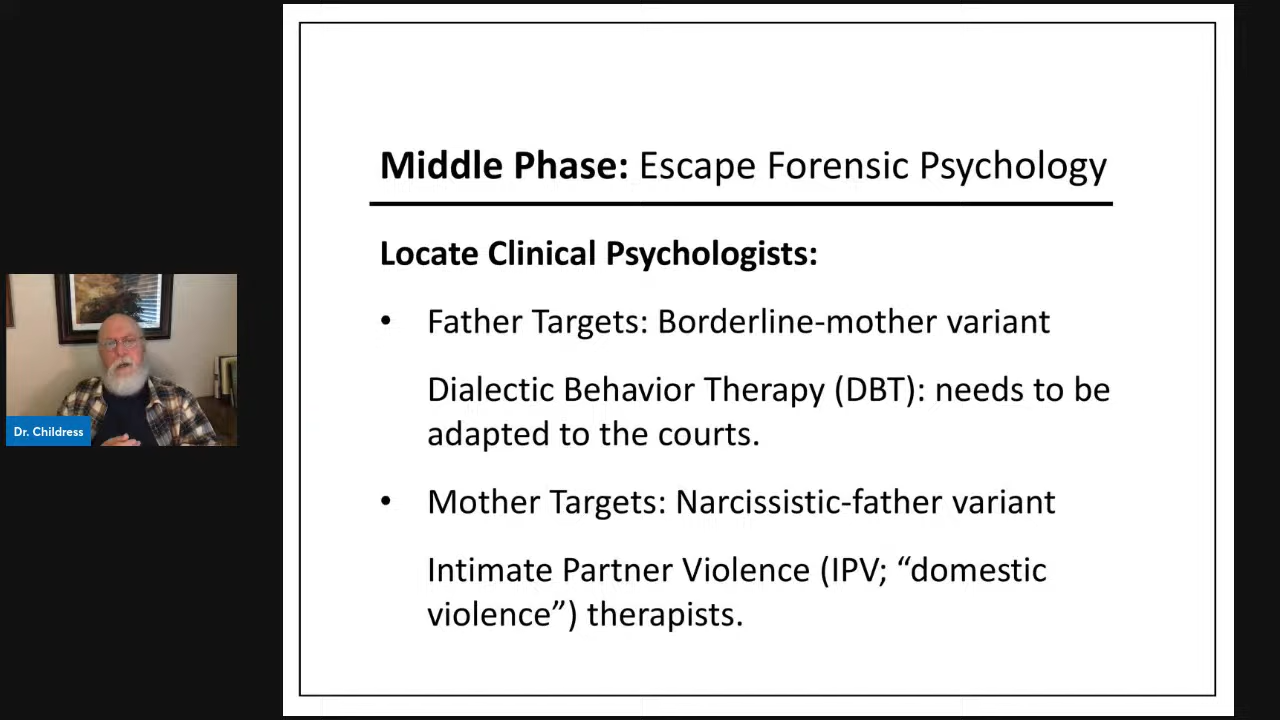 Middle Phase: Escape Forensic Psychology
Locate Clinical Psychologists:
• Father Targets: Borderline-mother variant
Dialectic Behavior Therapy (DBT): needs to be
adapted to the courts.
• Mother Targets: Narcissistic-father variant
Intimate Partner Violence (IPV; “domestic
violence”) therapists.
Dr. Childress